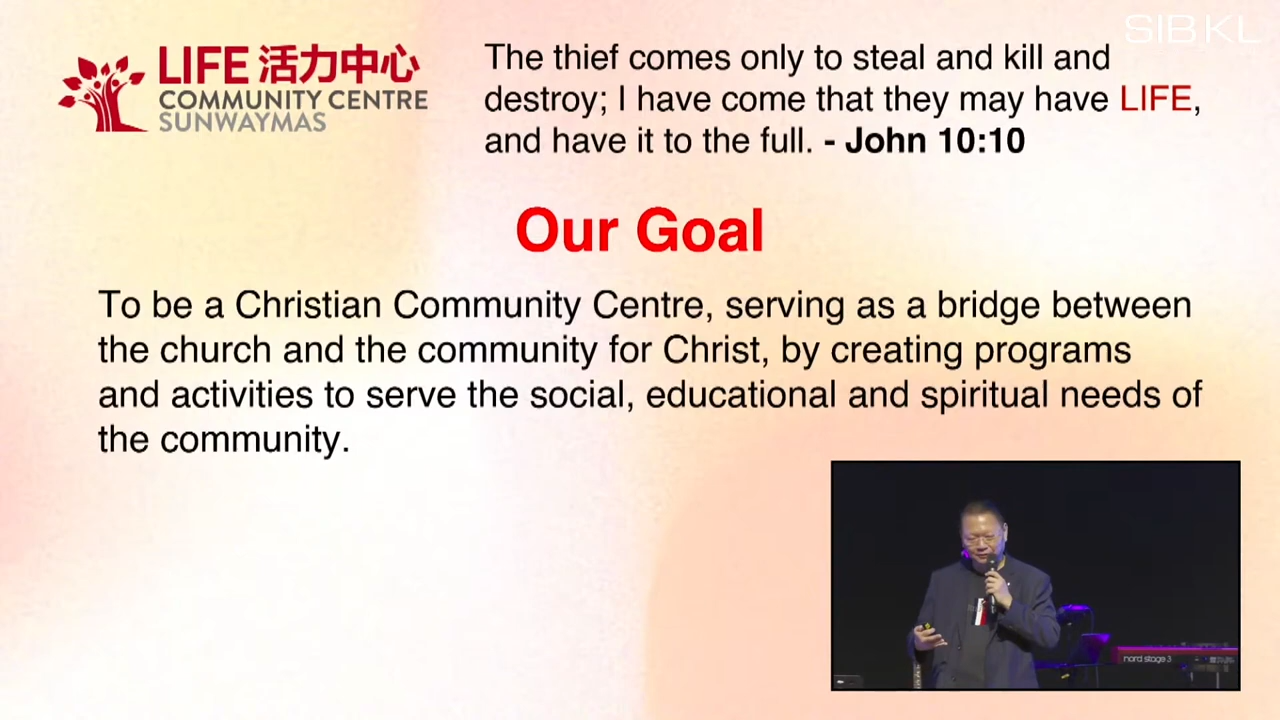 SIBKL
LIFE 活力中心
COMMUNITY CENTRE
SUNWAYMAS
The thief comes only to steal and kill and
destroy; I have come that they may have LIFE,
and have it to the full. - John 10:10
Our Goal
To be a Christian Community Centre, serving as a bridge between
the church and the community for Christ, by creating programs
and activities to serve the social, educational and spiritual needs of
the community.
nord stage 3